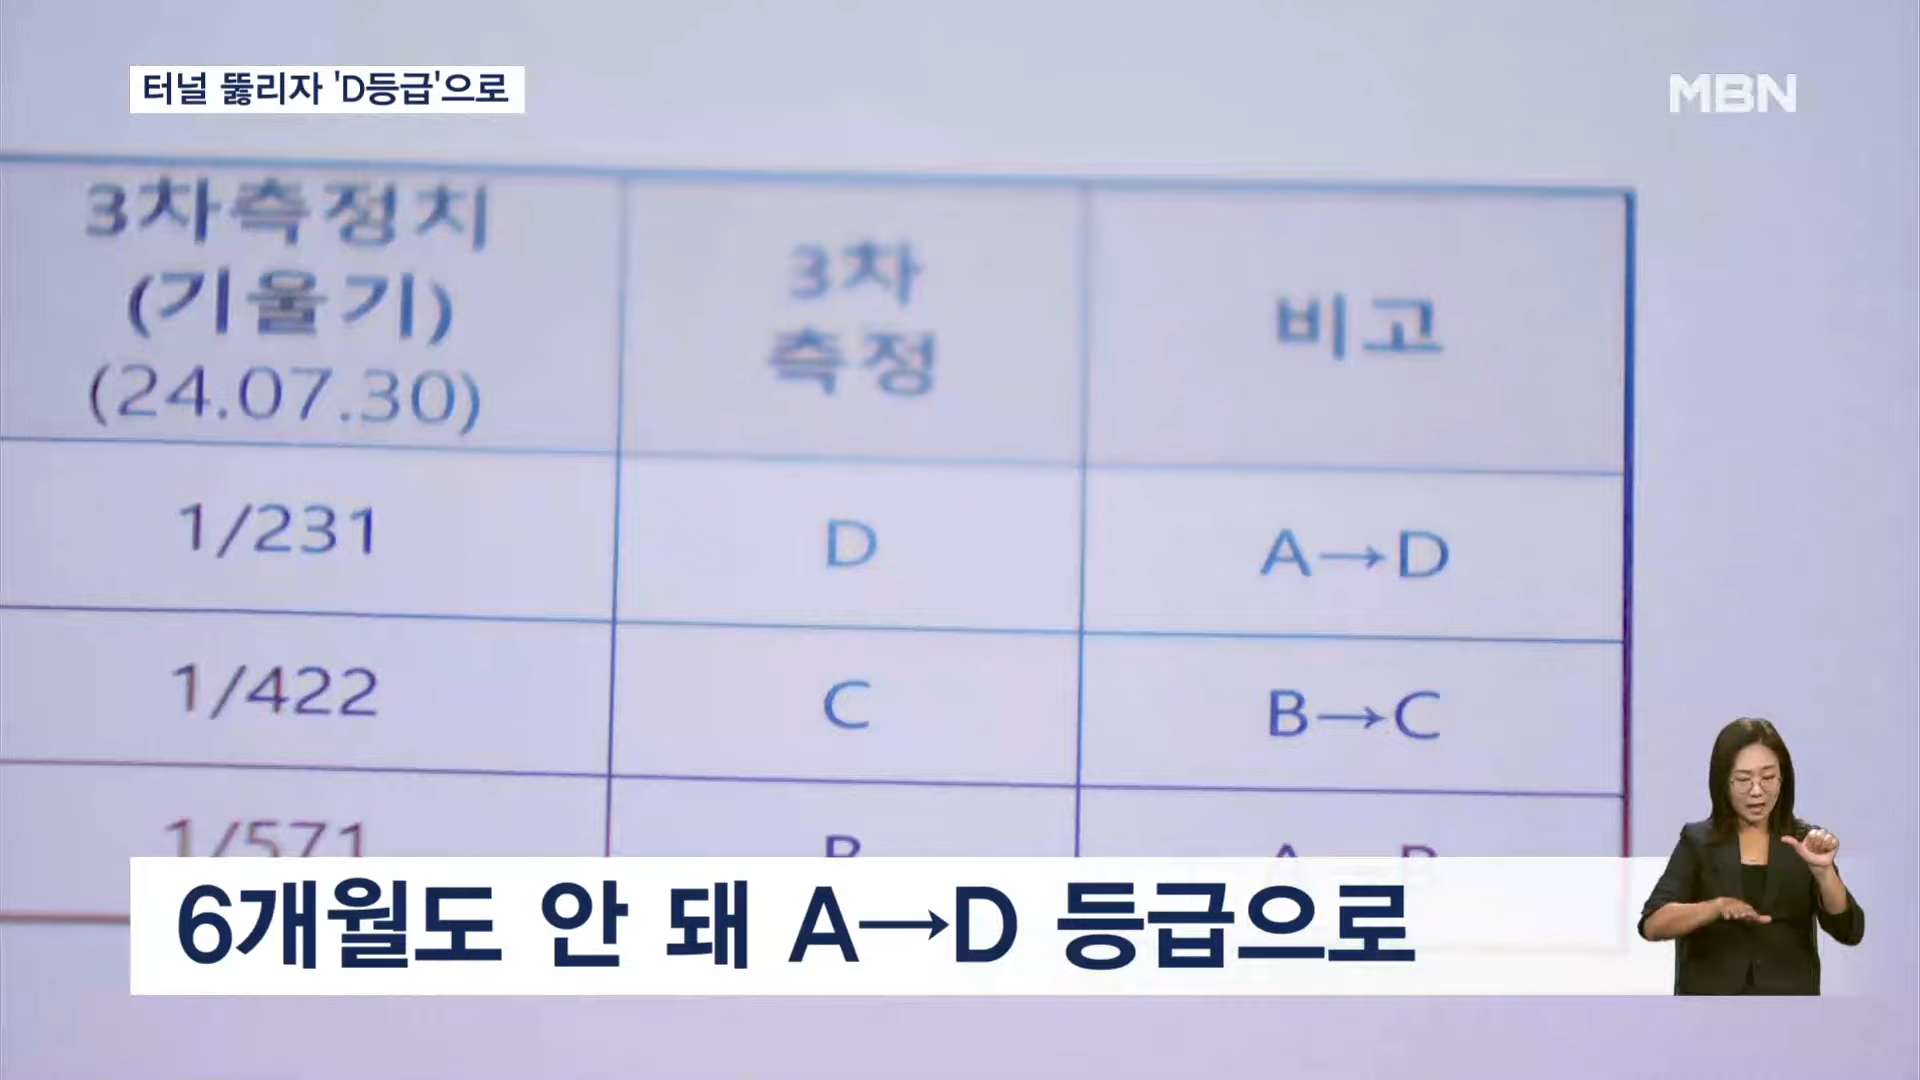 터널 뚫리자 'D등급'으로
MBN
3차측정치
(기울기)
(24.07.30)
3차
측정
비고
1/231
D
A→D
1/422
C
B→C
1/571
B
A→B
6개월도 안 돼 A→D 등급으로